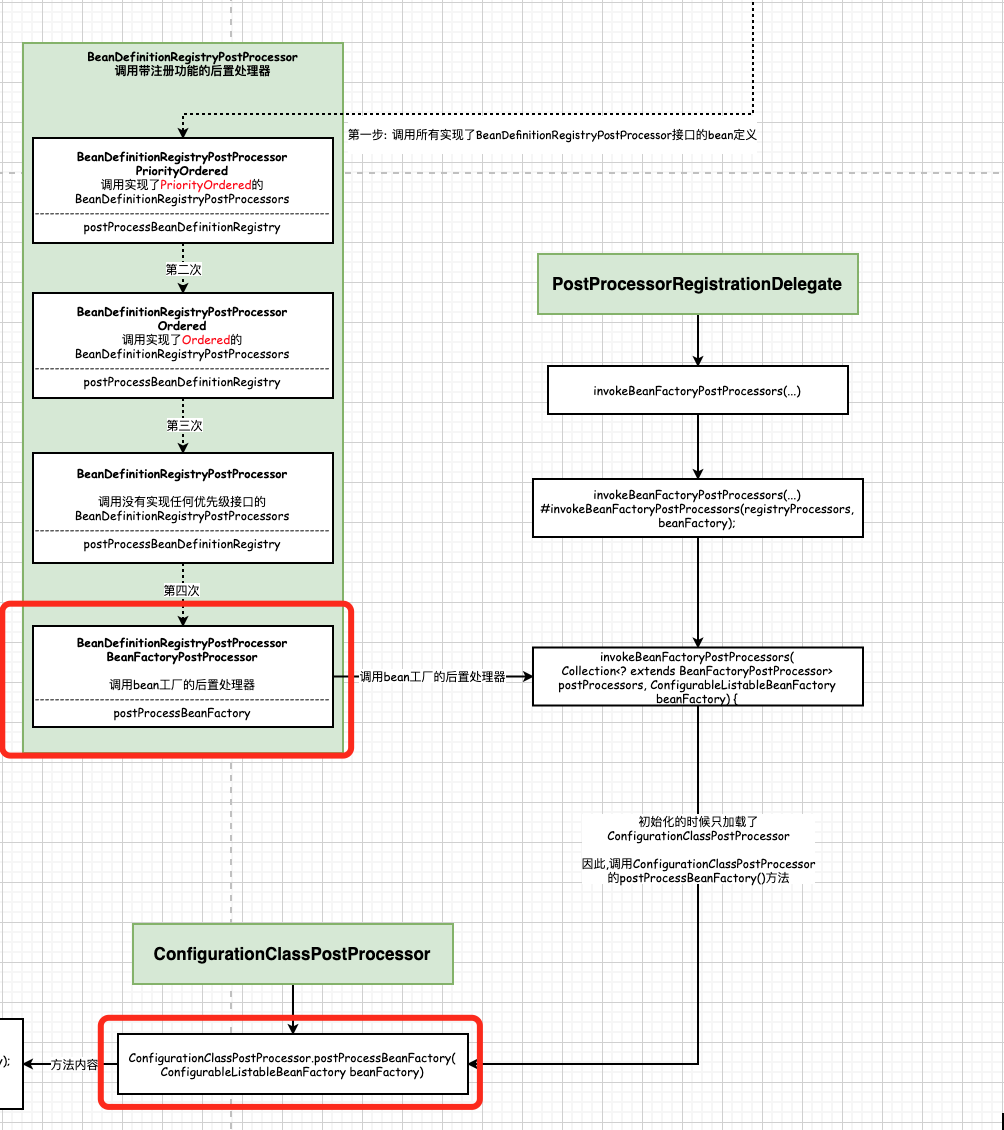 BeanDefinitionRegistryPostProcessor
调用带注册功能的后置处理器
第一步: 调用所有实现了BeanDefinitionRegistryPostProcessor接口的bean定义
BeanDefinitionRegistryPostProcessor
PriorityOrdered
调用实现了PriorityOrdered的
BeanDefinitionRegistryPostProcessors
postProcessBeanDefinitionRegistry
第二次
BeanDefinitionRegistryPostProcessor
Ordered
调用实现了Ordered的
BeanDefinitionRegistryPostProcessors
postProcessBeanDefinitionRegistry
第三次
BeanDefinitionRegistryPostProcessor
调用没有实现任何优先级接口的
BeanDefinitionRegistryPostProcessors
postProcessBeanDefinitionRegistry
第四次
BeanDefinitionRegistryPostProcessor
BeanFactoryPostProcessor
调用bean工厂的后置处理器
postProcessBeanFactory
调用bean工厂的后置处理器
PostProcessorRegistrationDelegate
invokeBeanFactoryPostProcessors(...)
invokeBeanFactoryPostProcessors(...)
#invokeBeanFactoryPostProcessors(registryProcessors,
beanFactory);
invokeBeanFactoryPostProcessors(
Collection<? extends BeanFactoryPostProcessor>
postProcessors, ConfigurableListableBeanFactory
beanFactory) {
初始化的时候只加载了
ConfigurationClassPostProcessor
因此,调用ConfigurationClassPostProcessor
的postProcessBeanFactory()方法
ConfigurationClassPostProcessor
ConfigurationClassPostProcessor.postProcessBeanFactory(
ConfigurableListableBeanFactory beanFactory)
方法内容
y);